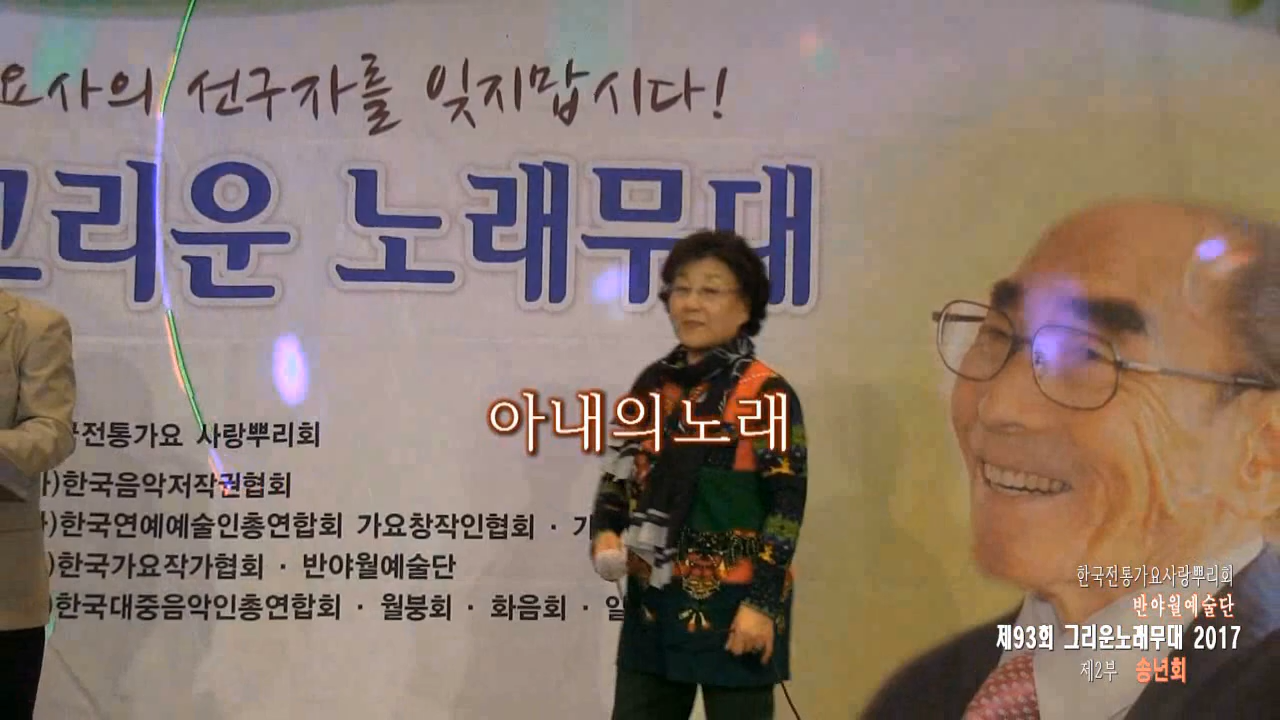 요사의 선구자를 잊지맙시다!
그리운 노래무대
아내의노래
국전통가요 사랑뿌리회
)한국음악저작권협회
)한국연예예술인총연합회 가요창작인협회 · 가
)한국가요작가협회 · 반야월예술단
)한국대중음악인총연합회 · 월붕회 · 화음회 · 일
한국전통가요사랑뿌리회
반야월예술단
제93회 그리운노래무대 2017
제2부 송년회